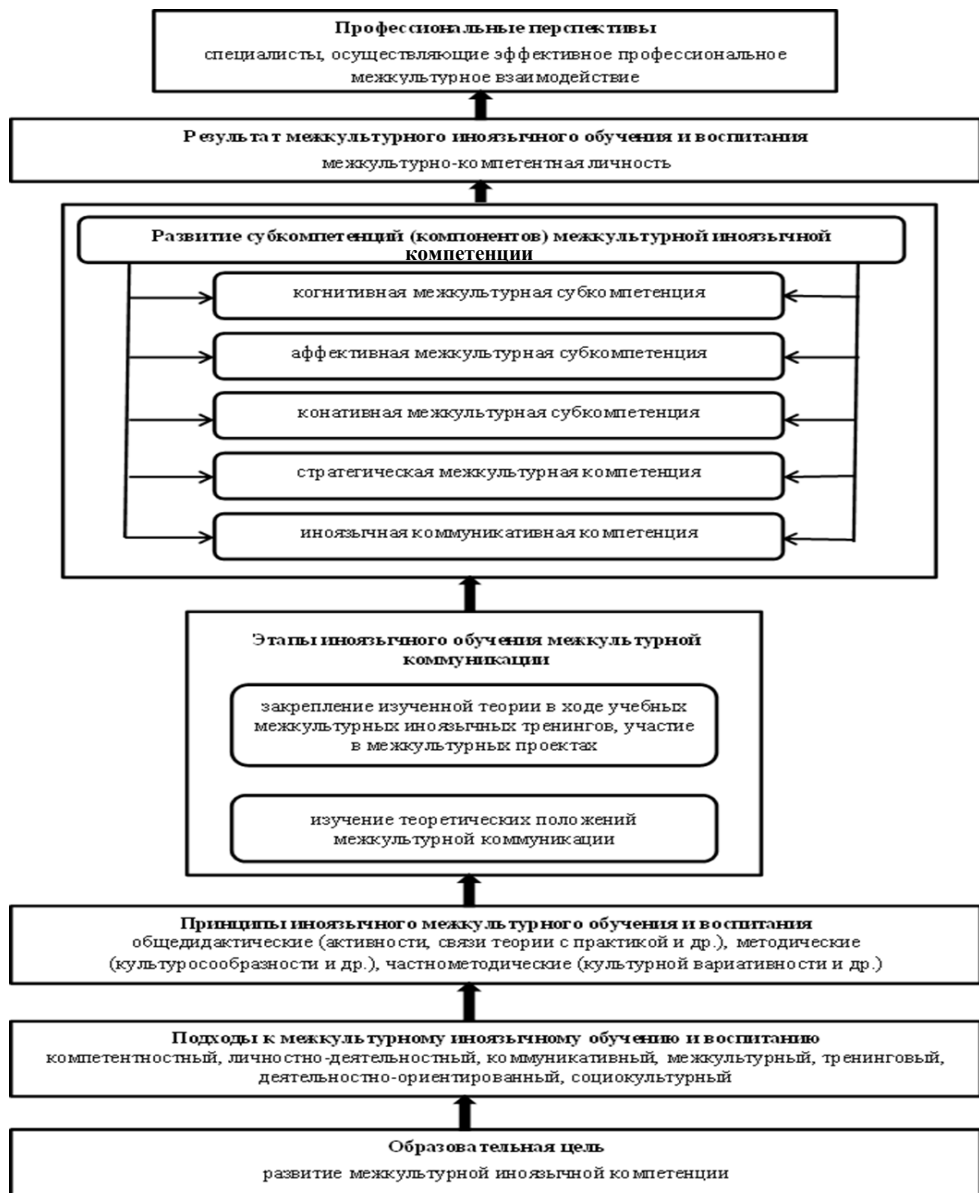 Профессиональные перспективы
специалисты, осуществляющие эффективное профессиональное
межкультурное взаимодействие
Результат межкультурного иноязычного обучения и воспитания
межкультурно-компетентная личность
Развитие субкомпетенций (компонентов) межкультурной иноязычной
компетенции
когнитивная межкультурная субкомпетенция
аффективная межкультурная субкомпетенция
конативная межкультурная субкомпетенция
стратегическая межкультурная компетенция
иноязычная коммуникативная компетенция
Этапы иноязычного обучения межкультурной
коммуникации
закрепление изученной теории в ходе учебных
межкультурных иноязычных тренингов, участие
в межкультурных проектах
изучение теоретических положений
межкультурной коммуникации
Принципы иноязычного межкультурного обучения и воспитания
общедидактические (активности, связи теории с практикой и др.), методические
(культуросообразности и др.), частнометодические (культурной вариативности и др.)
Подходы к межкультурному иноязычному обучению и воспитанию
компетентностный, личностно-деятельностный, коммуникативный, межкультурный, тренинговый,
деятельностно-ориентированный, социокультурный
Образовательная цель
развитие межкультурной иноязычной компетенции